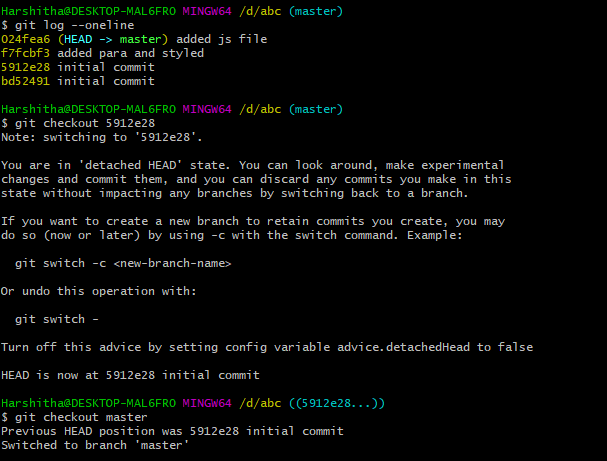 Harshitha@DESKTOP-MAL6FRO MINGW64 /d/abc (master)
$ git log --oneline
024fea6 (HEAD -> master) added js file
f7fcbf3 added para and styled
5912e28 initial commit
bd52491 initial commit
Harshitha@DESKTOP-MAL6FRO MINGW64 /d/abc (master)
$ git checkout 5912e28
Note: switching to '5912e28'.
You are in 'detached HEAD' state. You can look around, make experimental
changes and commit them, and you can discard any commits you make in this
state without impacting any branches by switching back to a branch.
If you want to create a new branch to retain commits you create, you may
do so (now or later) by using -c with the switch command. Example:
git switch -c <new-branch-name>
Or undo this operation with:
git switch -
Turn off this advice by setting config variable advice.detachedHead to false
HEAD is now at 5912e28 initial commit
Harshitha@DESKTOP-MAL6FRO MINGW64 /d/abc ((5912e28...))
$ git checkout master
Previous HEAD position was 5912e28 initial commit
Switched to branch 'master'